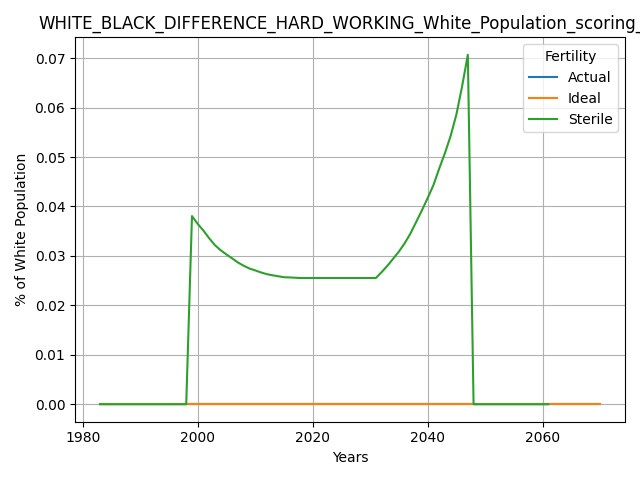 WHITE_BLACK_DIFFERENCE_HARD_WORKING_White_Population_scoring_
Fertility
Actual
Ideal
Sterile
% of White Population
0.07
0.06
0.05
0.04
0.03
0.02
0.01
0.00
1980 2000 2020 2040 2060
Years